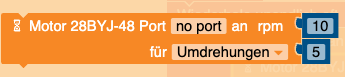 Motor 28BYJ-48 Port no port an rpm 10
für Umdrehungen 5